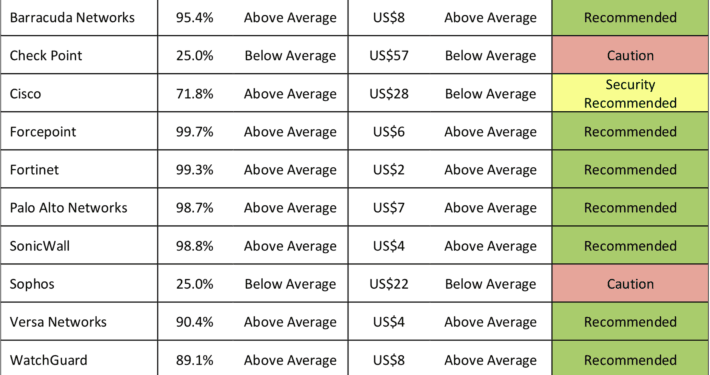 Barracuda Networks 95.4% Above Average US$8 Above Average Recommended
Check Point 25.0% Below Average US$57 Below Average Caution
Cisco 71.8% Above Average US$28 Below Average Security Recommended
Forcepoint 99.7% Above Average US$6 Above Average Recommended
Fortinet 99.3% Above Average US$2 Above Average Recommended
Palo Alto Networks 98.7% Above Average US$7 Above Average Recommended
SonicWall 98.8% Above Average US$4 Above Average Recommended
Sophos 25.0% Below Average US$22 Below Average Caution
Versa Networks 90.4% Above Average US$4 Above Average Recommended
WatchGuard 89.1% Above Average US$8 Above Average Recommended